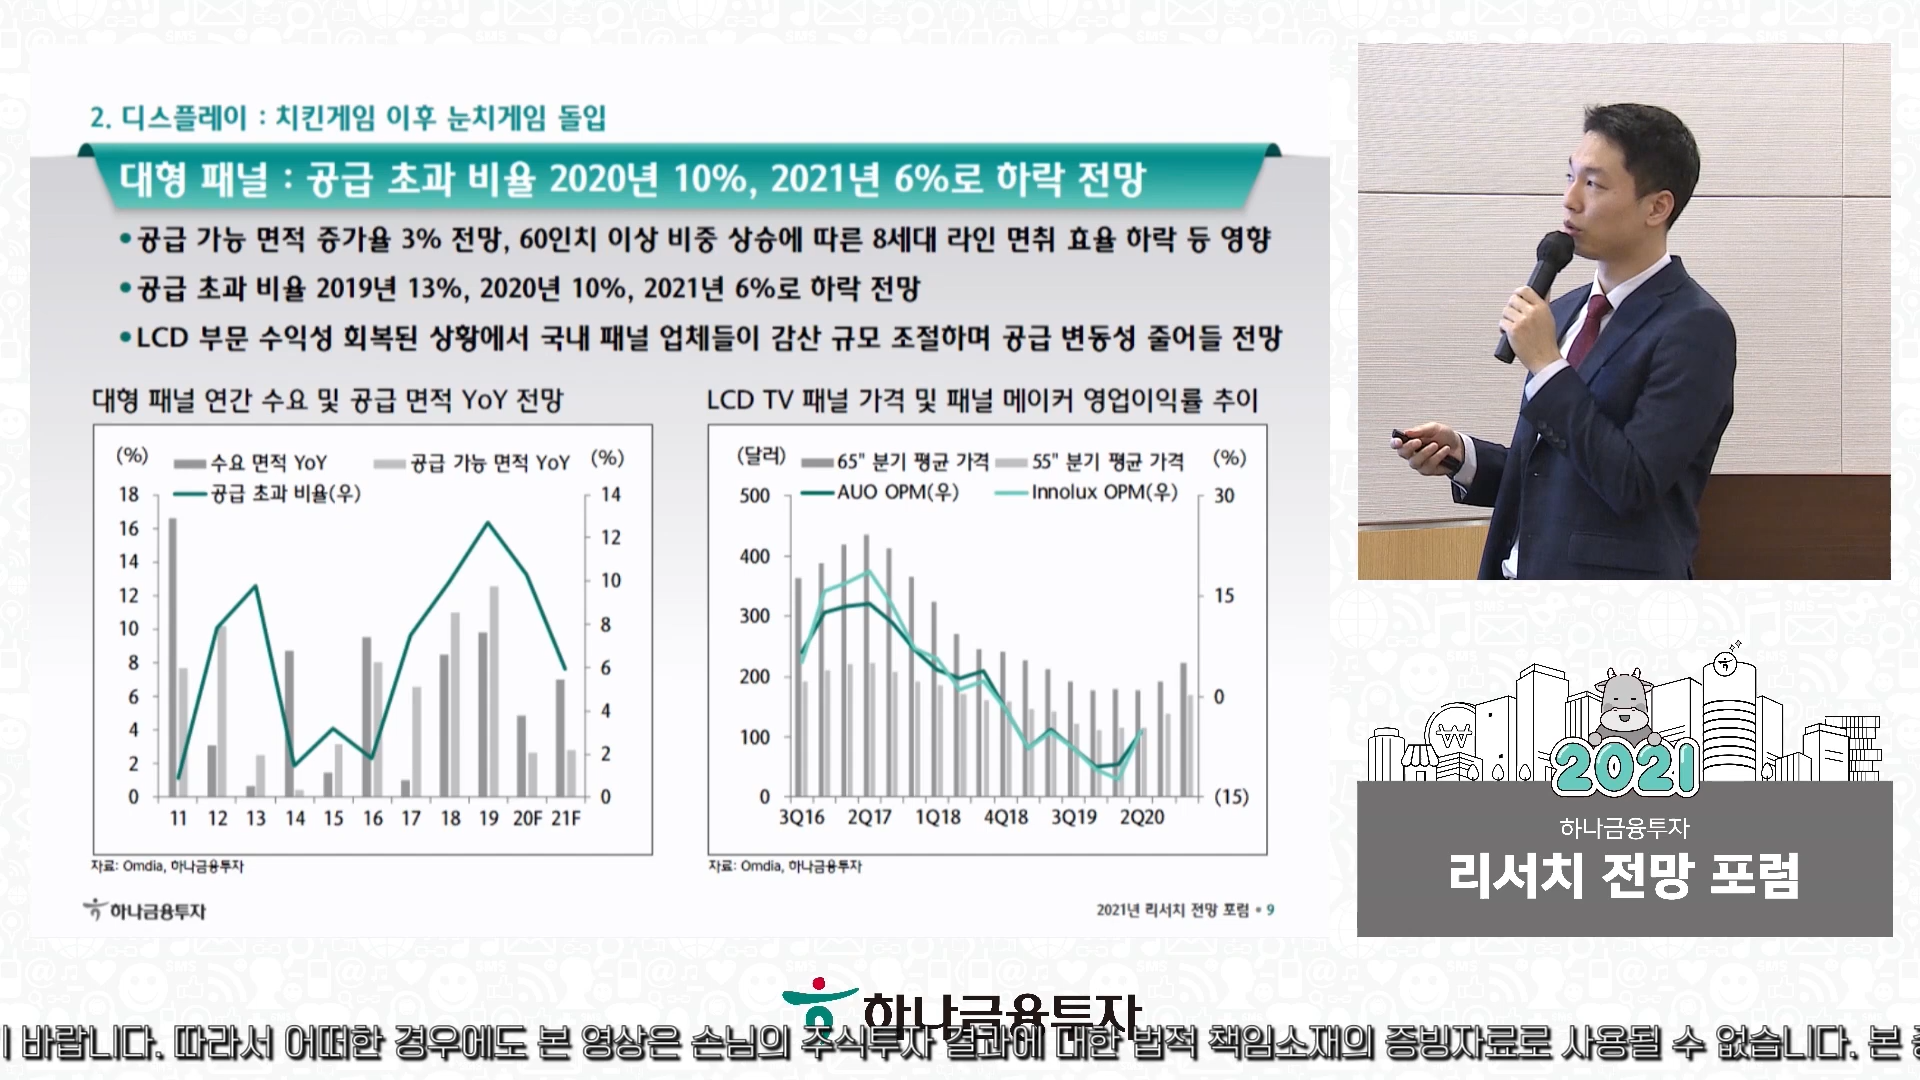 2. 디스플레이 : 치킨게임 이후 눈치게임 돌입
대형 패널 : 공급 초과 비율 2020년 10%, 2021년 6%로 하락 전망
•공급 가능 면적 증가율 3% 전망, 60인치 이상 비중 상승에 따른 8세대 라인 면취 효율 하락 등 영향
•공급 초과 비율 2019년 13%, 2020년 10%, 2021년 6%로 하락 전망
•LCD 부문 수익성 회복된 상황에서 국내 패널 업체들이 감산 규모 조절하며 공급 변동성 줄어들 전망
대형 패널 연간 수요 및 공급 면적 YoY 전망
(%) 수요 면적 YoY 공급 가능 면적 YoY (%)
공급 초과 비율(우)
18 14
16 12
14
12 10
10 8
8 6
6 4
4 2
2
0 0
11 12 13 14 15 16 17 18 19 20F 21F
자료: Omdia, 하나금융투자
LCD TV 패널 가격 및 패널 메이커 영업이익률 추이
(달러) 65" 분기 평균 가격 55" 분기 평균 가격 (%)
AUO OPM(우) Innolux OPM(우)
500 30
400
300 15
200 0
100
0 (15)
3Q16 2Q17 1Q18 4Q18 3Q19 2Q20
자료: Omdia, 하나금융투자
하나금융투자
2021년 리서치 전망 포럼 • 9
2021
하나금융투자
리서치 전망 포럼
하나금융투자
바랍니다. 따라서 어떠한 경우에도 본 영상은 손님의 주식투자 결과에 대한 법적 책임소재의 증빙자료로 사용될 수 없습니다. 본